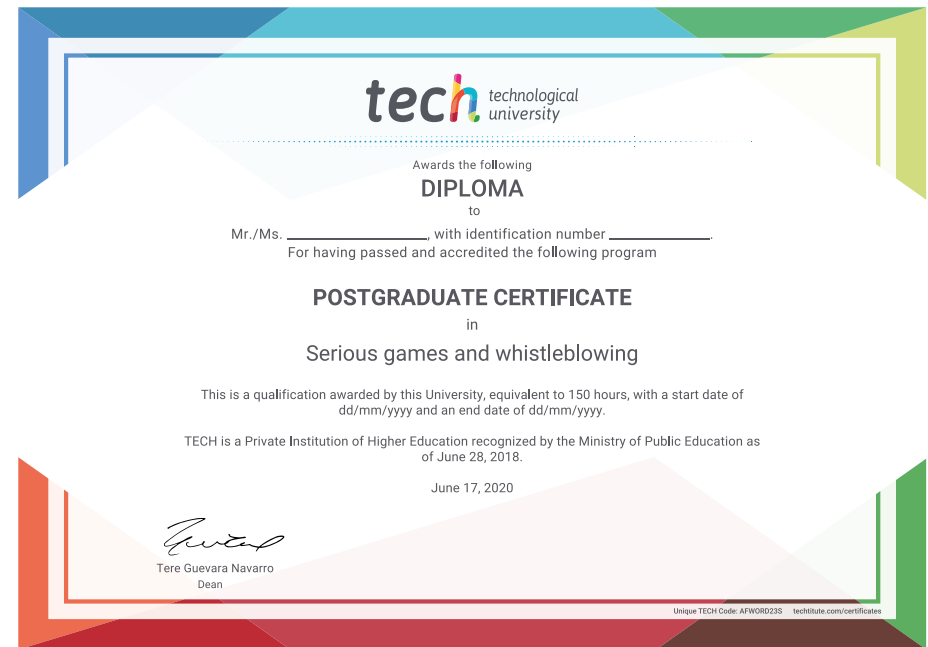 tech technological
university
Awards the following
DIPLOMA
to
Mr./Ms. ____________________, with identification number ______________.
For having passed and accredited the following program
POSTGRADUATE CERTIFICATE
in
Serious games and whistleblowing
This is a qualification awarded by this University, equivalent to 150 hours, with a start date of
dd/mm/yyyy and an end date of dd/mm/yyyy.
TECH is a Private Institution of Higher Education recognized by the Ministry of Public Education as
of June 28, 2018.
June 17, 2020
Tere Guevara Navarro
Dean
Unique TECH Code: AFWORD23S techtitute.com/certificates